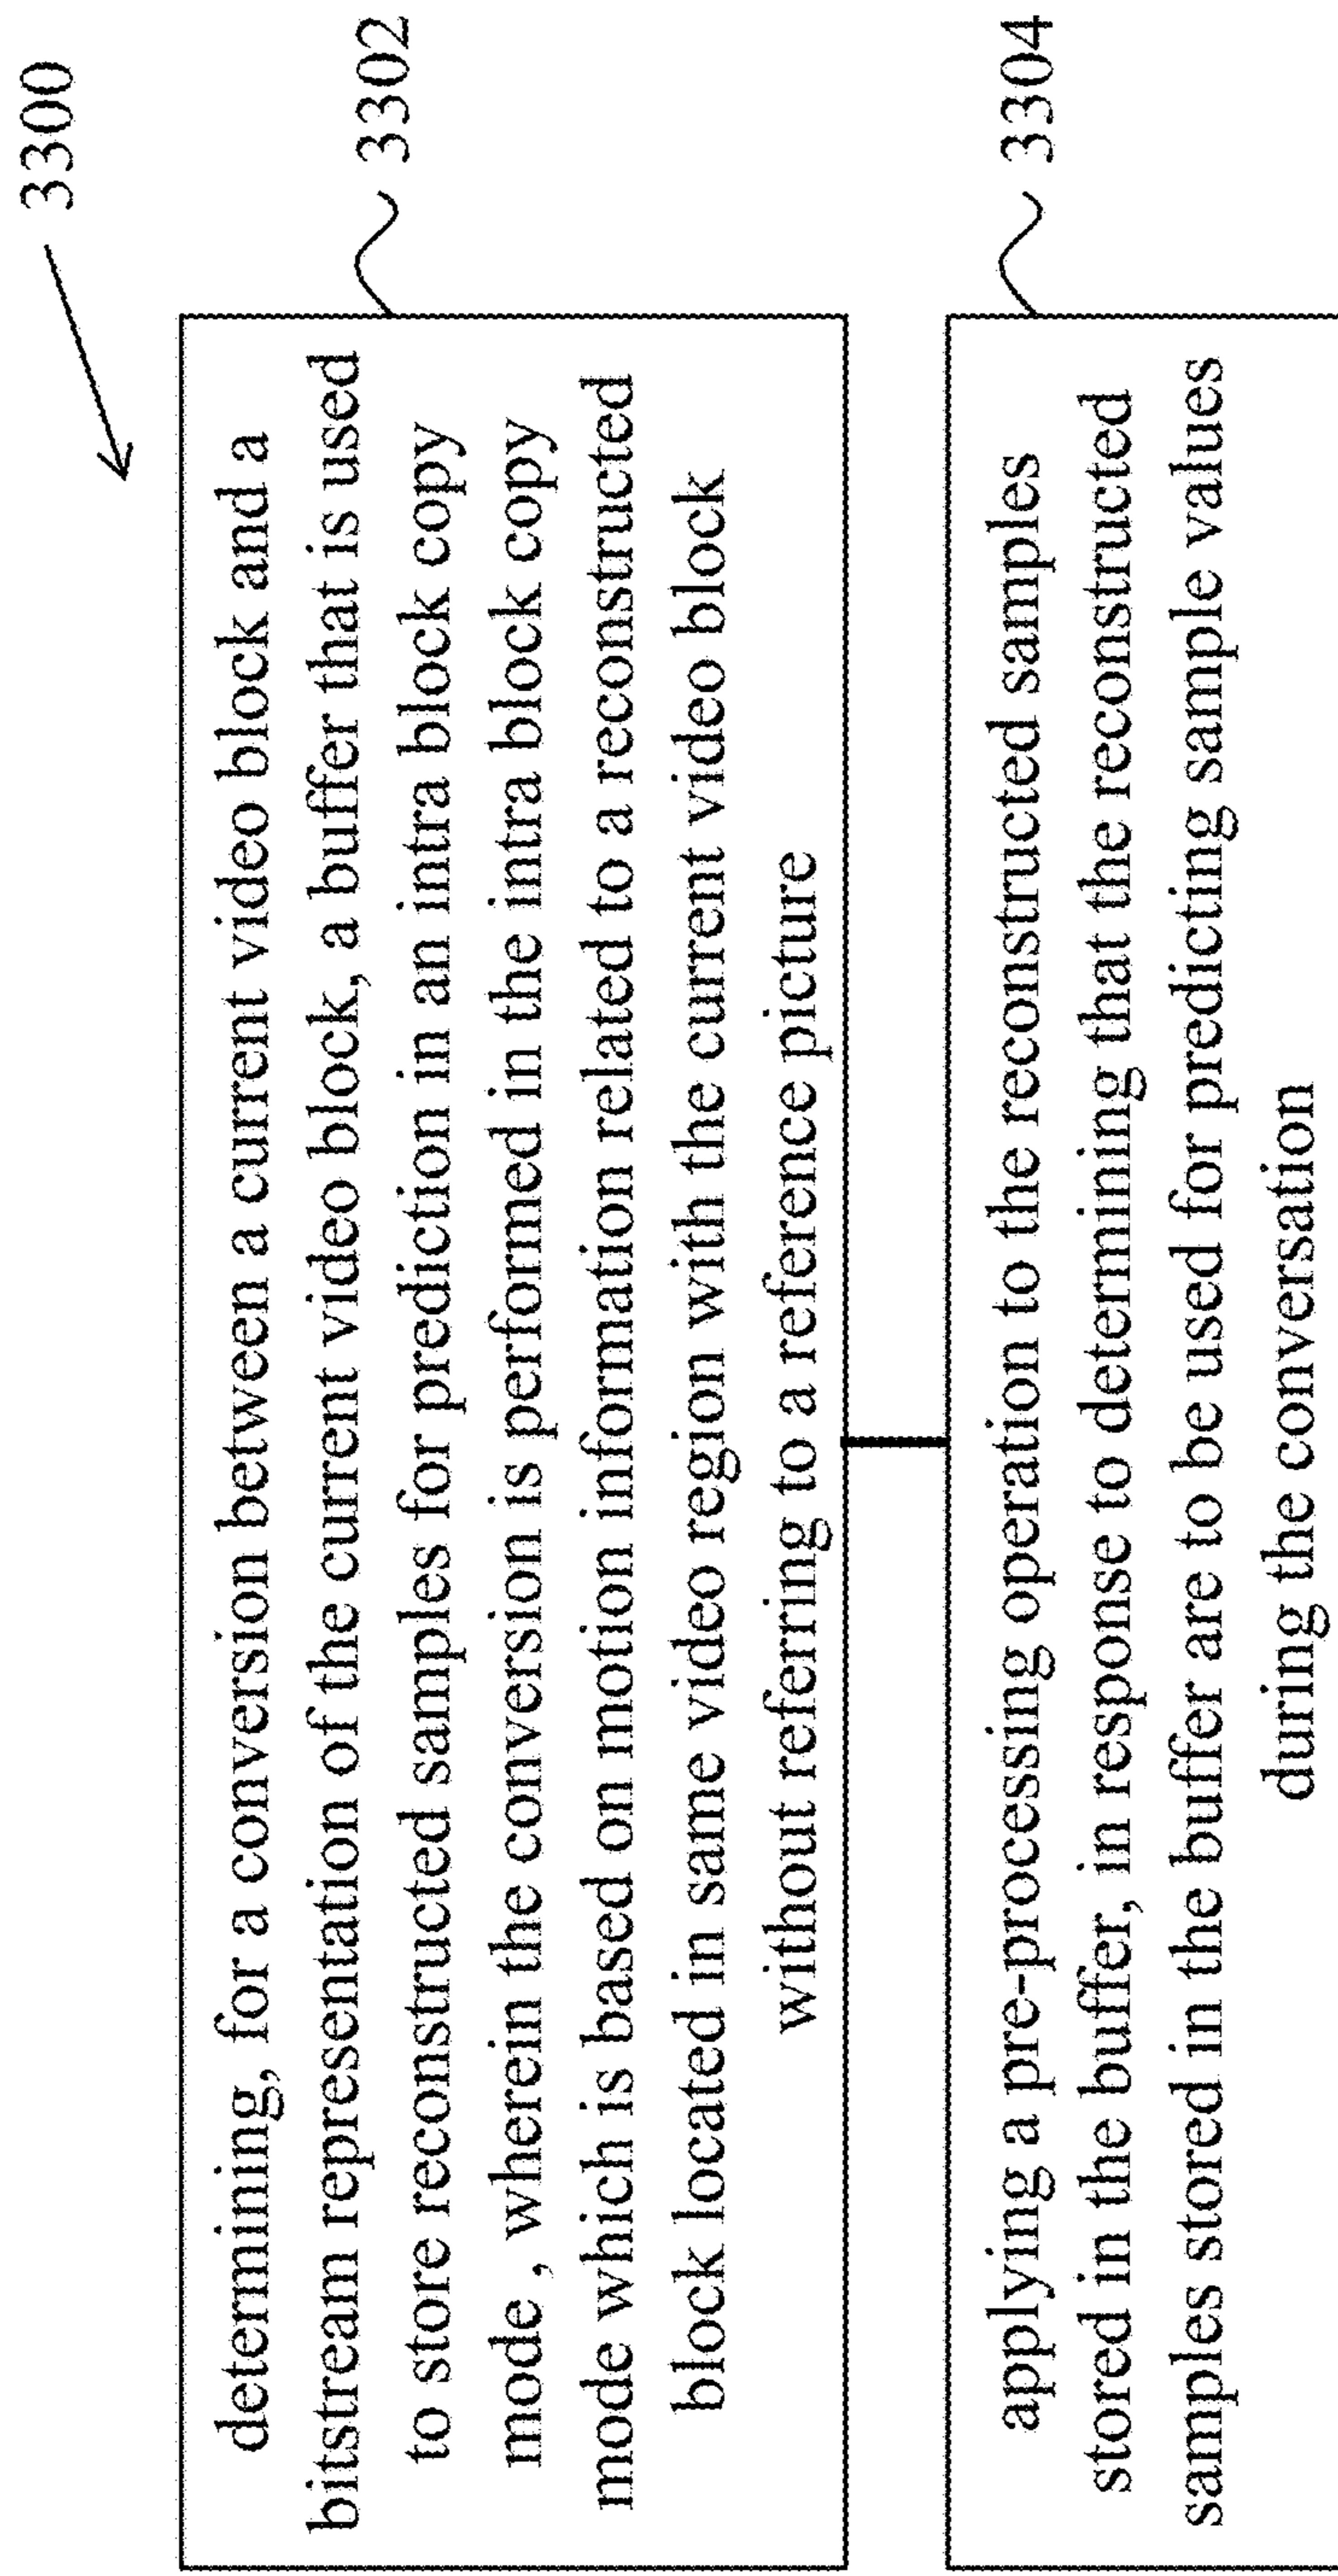 3300
determining, for a conversion between a current video block and a
bitstream representation of the current video block, a buffer that is used
to store reconstructed samples for prediction in an intra block copy
mode , wherein the conversion is performed in the intra block copy
mode which is based on motion information related to a reconstructed
block located in same video region with the current video block
without referring to a reference picture
3302
applying a pre-processing operation to the reconstructed samples
stored in the buffer, in response to determining that the reconstructed
samples stored in the buffer are to be used for predicting sample values
during the conversation
3304